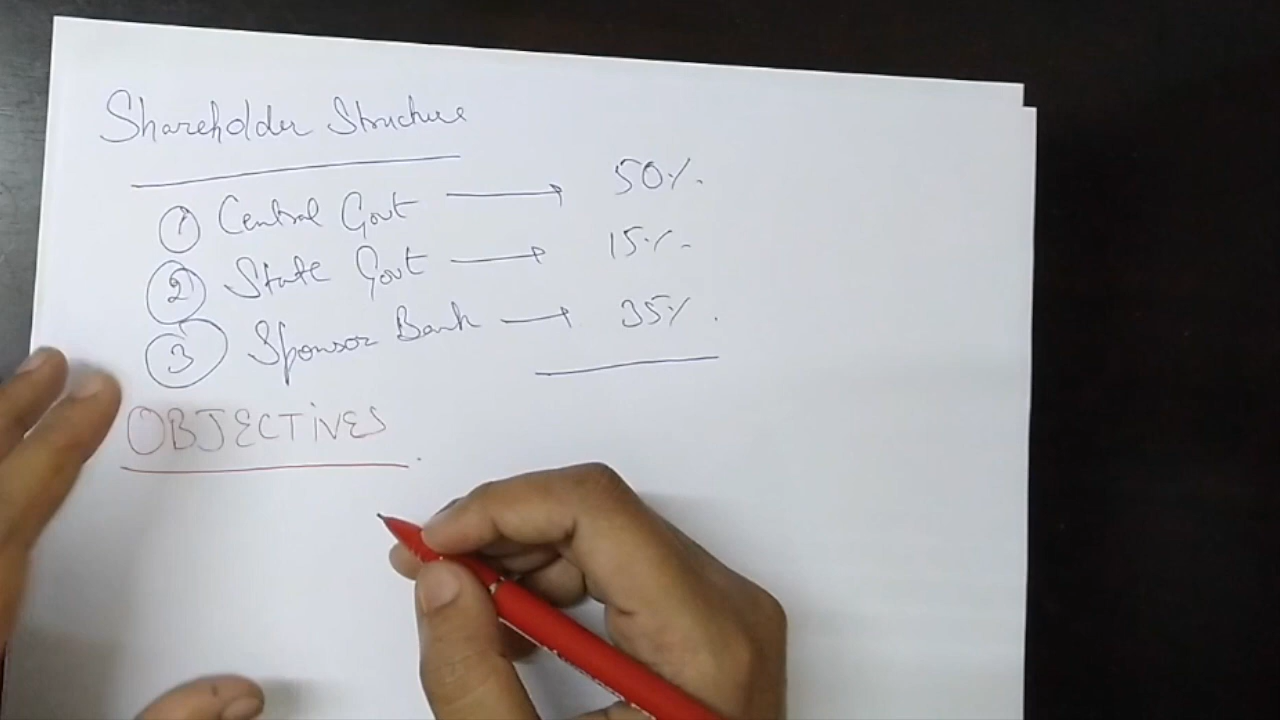 Shareholder Structure
1 Central Govt → 50%.
2 State Govt → 15%.
3 Sponsor Bank → 35%.
OBJECTIVES